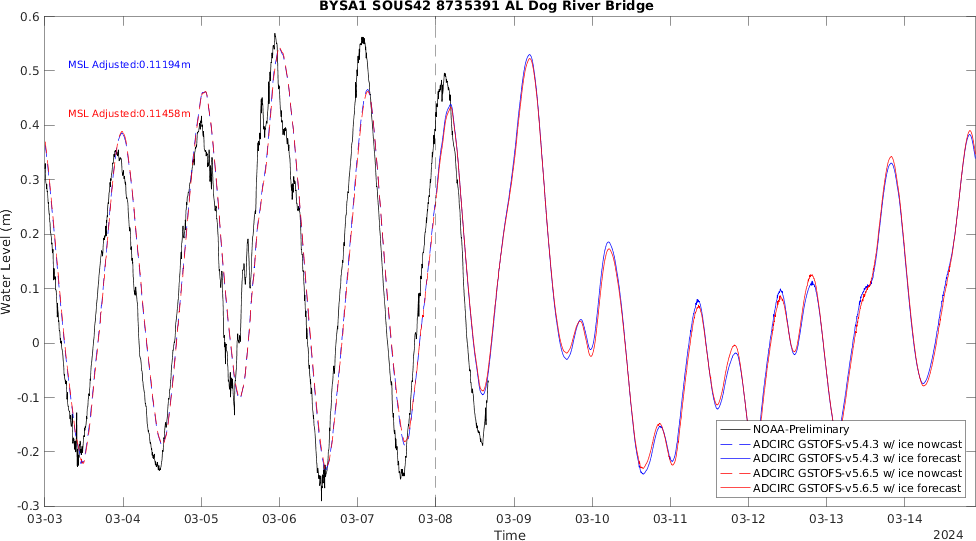 BYSA1 SOUS42 8735391 AL Dog River Bridge
0.6
0.5
0.4
0.3
0.2
0.1
0
-0.1
-0.2
-0.3
Water Level (m)
MSL Adjusted:0.11194m
MSL Adjusted:0.11458m
NOAA-Preliminary
ADCIRC GSTOFS-v5.4.3 w/ ice nowcast
ADCIRC GSTOFS-v5.4.3 w/ ice forecast
ADCIRC GSTOFS-v5.6.5 w/ ice nowcast
ADCIRC GSTOFS-v5.6.5 w/ ice forecast
03-03 03-04 03-05 03-06 03-07 03-08 03-09 03-10 03-11 03-12 03-13 03-14
Time
2024